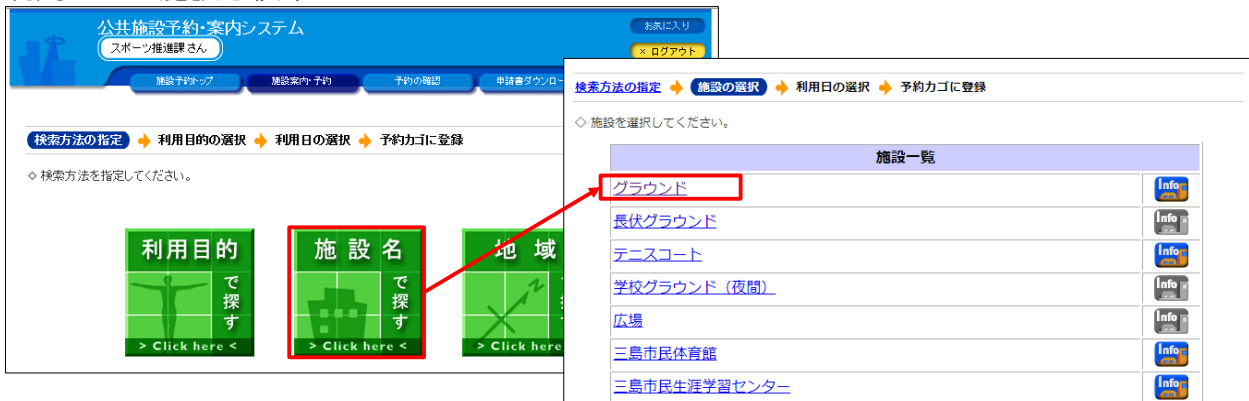 公共施設予約・案内システム
お気に入り
スポーツ推進課 さん
× ログアウト
施設予約トップ
施設案内・予約
予約の確認
申請書ダウンロー
検索方法の指定 利用目的の選択 利用日の選択 予約カゴに登録
◇ 検索方法を指定してください。
利用目的
で探す
> Click here <
施設名
で探す
> Click here <
地域
> Click here
検索方法の指定 施設の選択 利用日の選択 予約カゴに登録
◇ 施設を選択してください。
施設一覧
グラウンド Info
長伏グラウンド Info
テニスコート Info
学校グラウンド（夜間） Info
広場 Info
三島市民体育館 Info
三島市民生涯学習センター Info